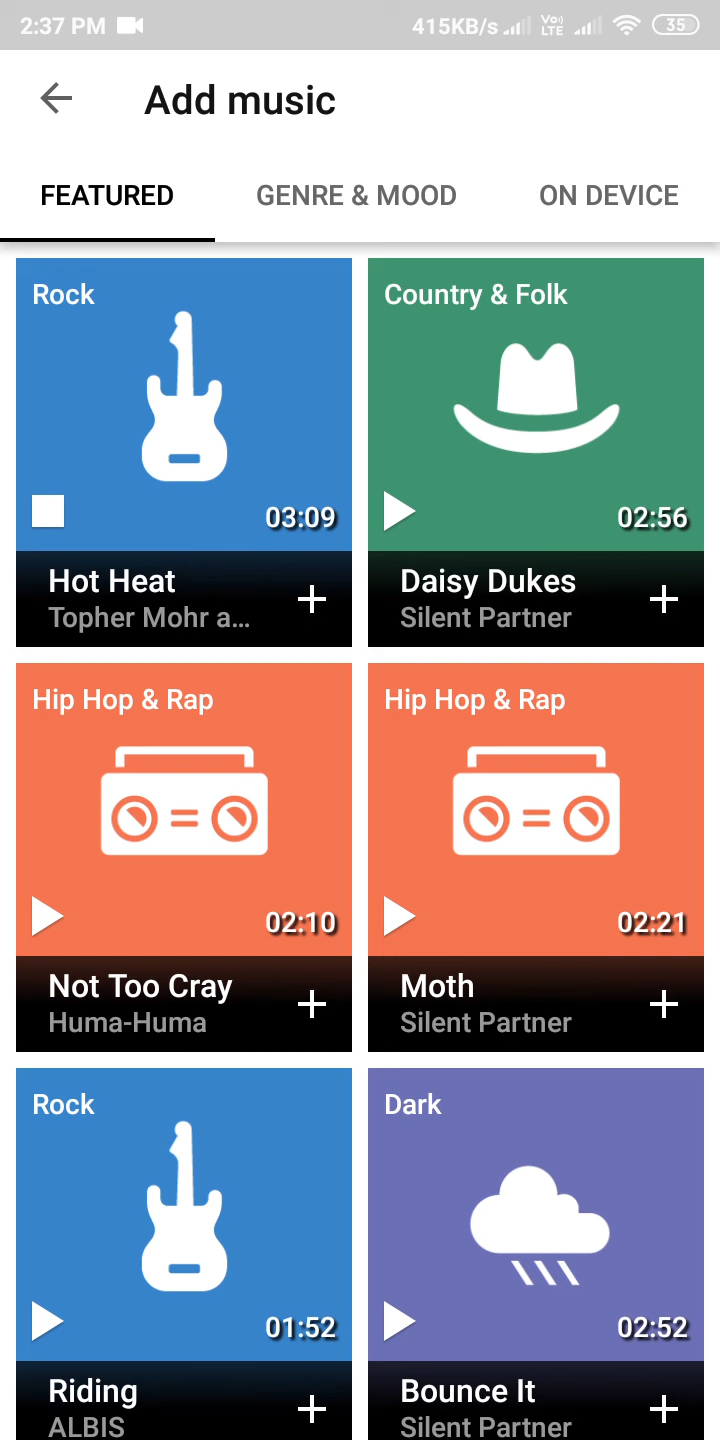 2:37 PM 415KB/s Vo) LTE 35
Add music
FEATURED GENRE & MOOD ON DEVICE
Rock
03:09
Hot Heat
Topher Mohr a...
Country & Folk
02:56
Daisy Dukes
Silent Partner
Hip Hop & Rap
02:10
Not Too Cray
Huma-Huma
Hip Hop & Rap
02:21
Moth
Silent Partner
Rock
01:52
Riding
ALBIS
Dark
02:52
Bounce It
Silent Partner